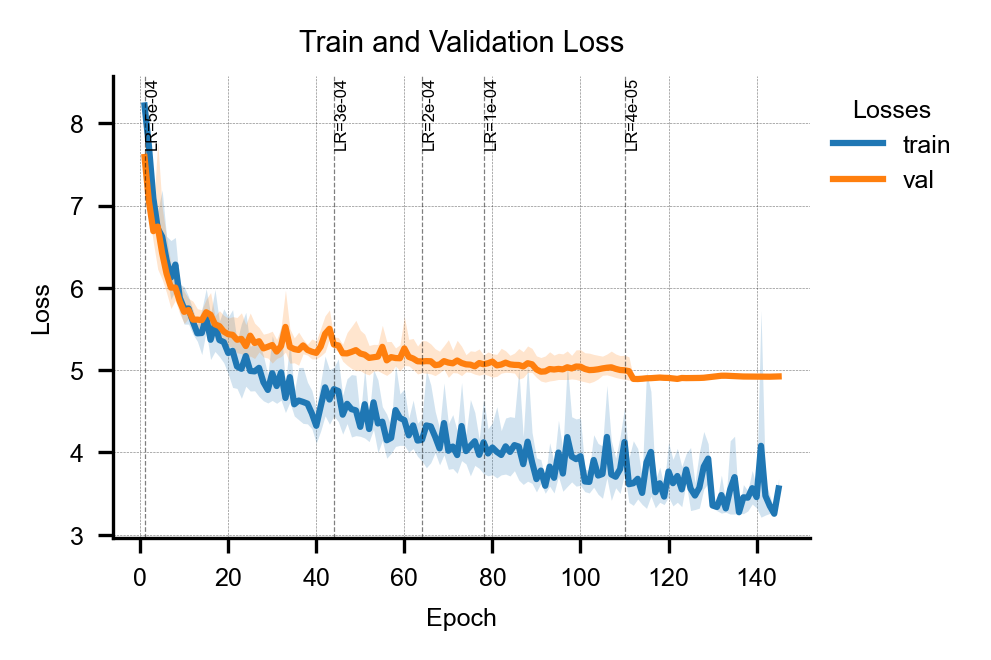 Train and Validation Loss
Loss
8
7
6
5
4
3
LR=5e-04
LR=3e-04
LR=2e-04
LR=1e-04
LR=4e-05
0 20 40 60 80 100 120 140
Epoch
Losses
train
val